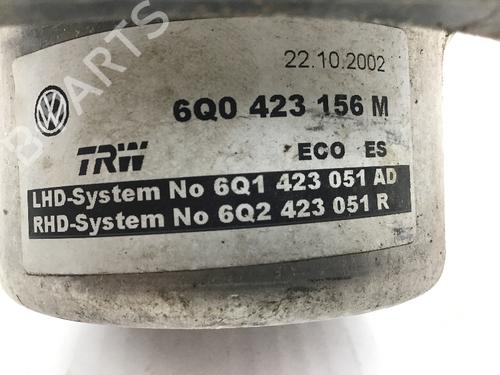 B-PARTS
22.10.2002
6Q0 423 156 M
TRW
ECO ES
LHD-System No 6Q1 423 051 AD
RHD-System No 6Q2 423 051 R